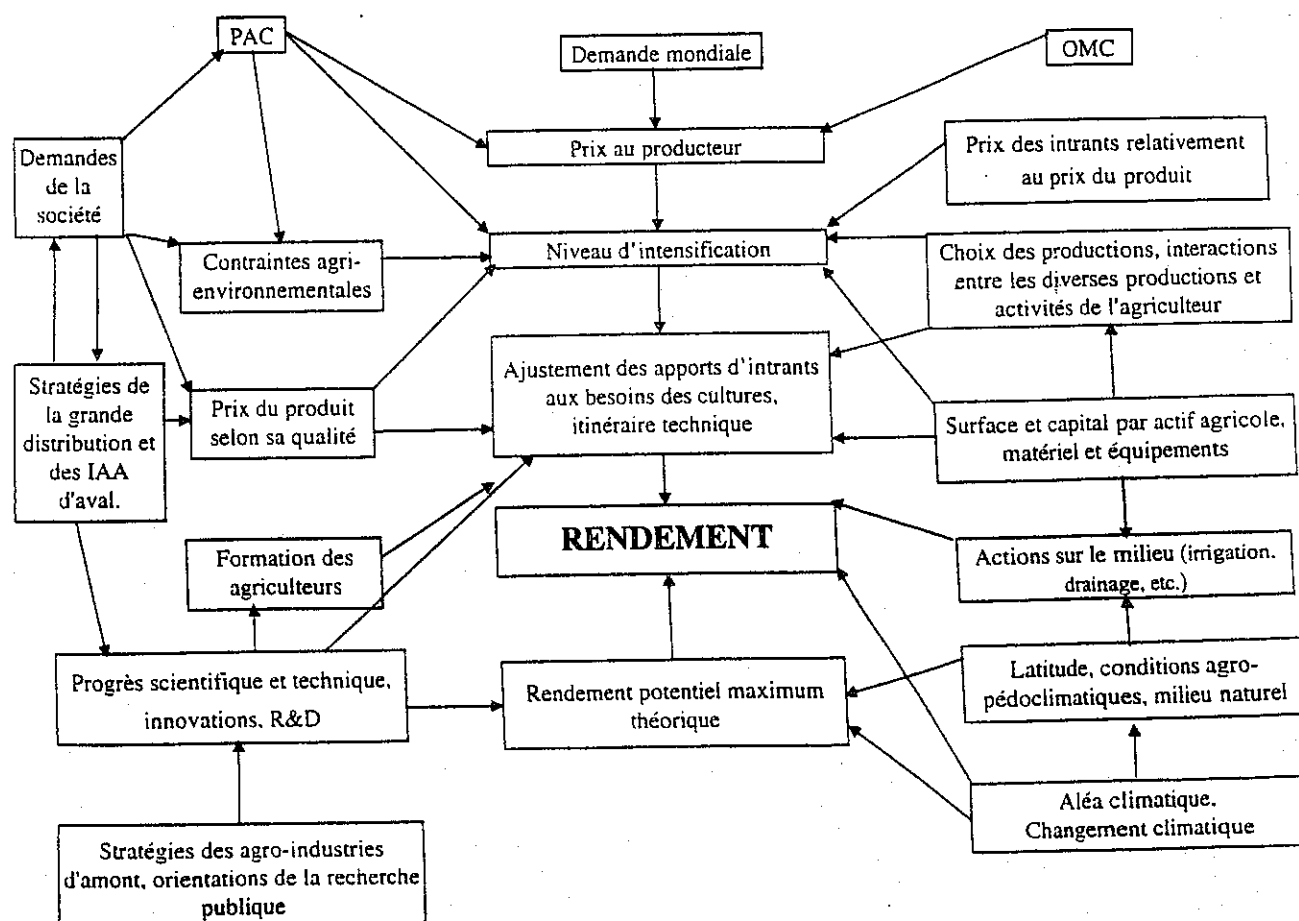 PAC
Demande mondiale
OMC
Demandes
de la
société
Prix au producteur
Prix des intrants relativement
au prix du produit
Contraintes agri-
environnementales
Niveau d'intensification
Choix des productions, interactions
entre les diverses productions et
activités de l'agriculteur
Stratégies de
la grande
distribution et
des IAA
d'aval.
Prix du produit
selon sa qualité
Ajustement des apports d'intrants
aux besoins des cultures,
itinéraire technique
Surface et capital par actif agricole,
matériel et équipements
Formation des
agriculteurs
RENDEMENT
Actions sur le milieu (irrigation.
drainage, etc.)
Progrès scientifique et technique,
innovations, R&D
Rendement potentiel maximum
théorique
Latitude, conditions agro-
pédoclimatiques, milieu naturel
Aléa climatique.
Changement climatique
Stratégies des agro-industries
d'amont, orientations de la recherche
publique